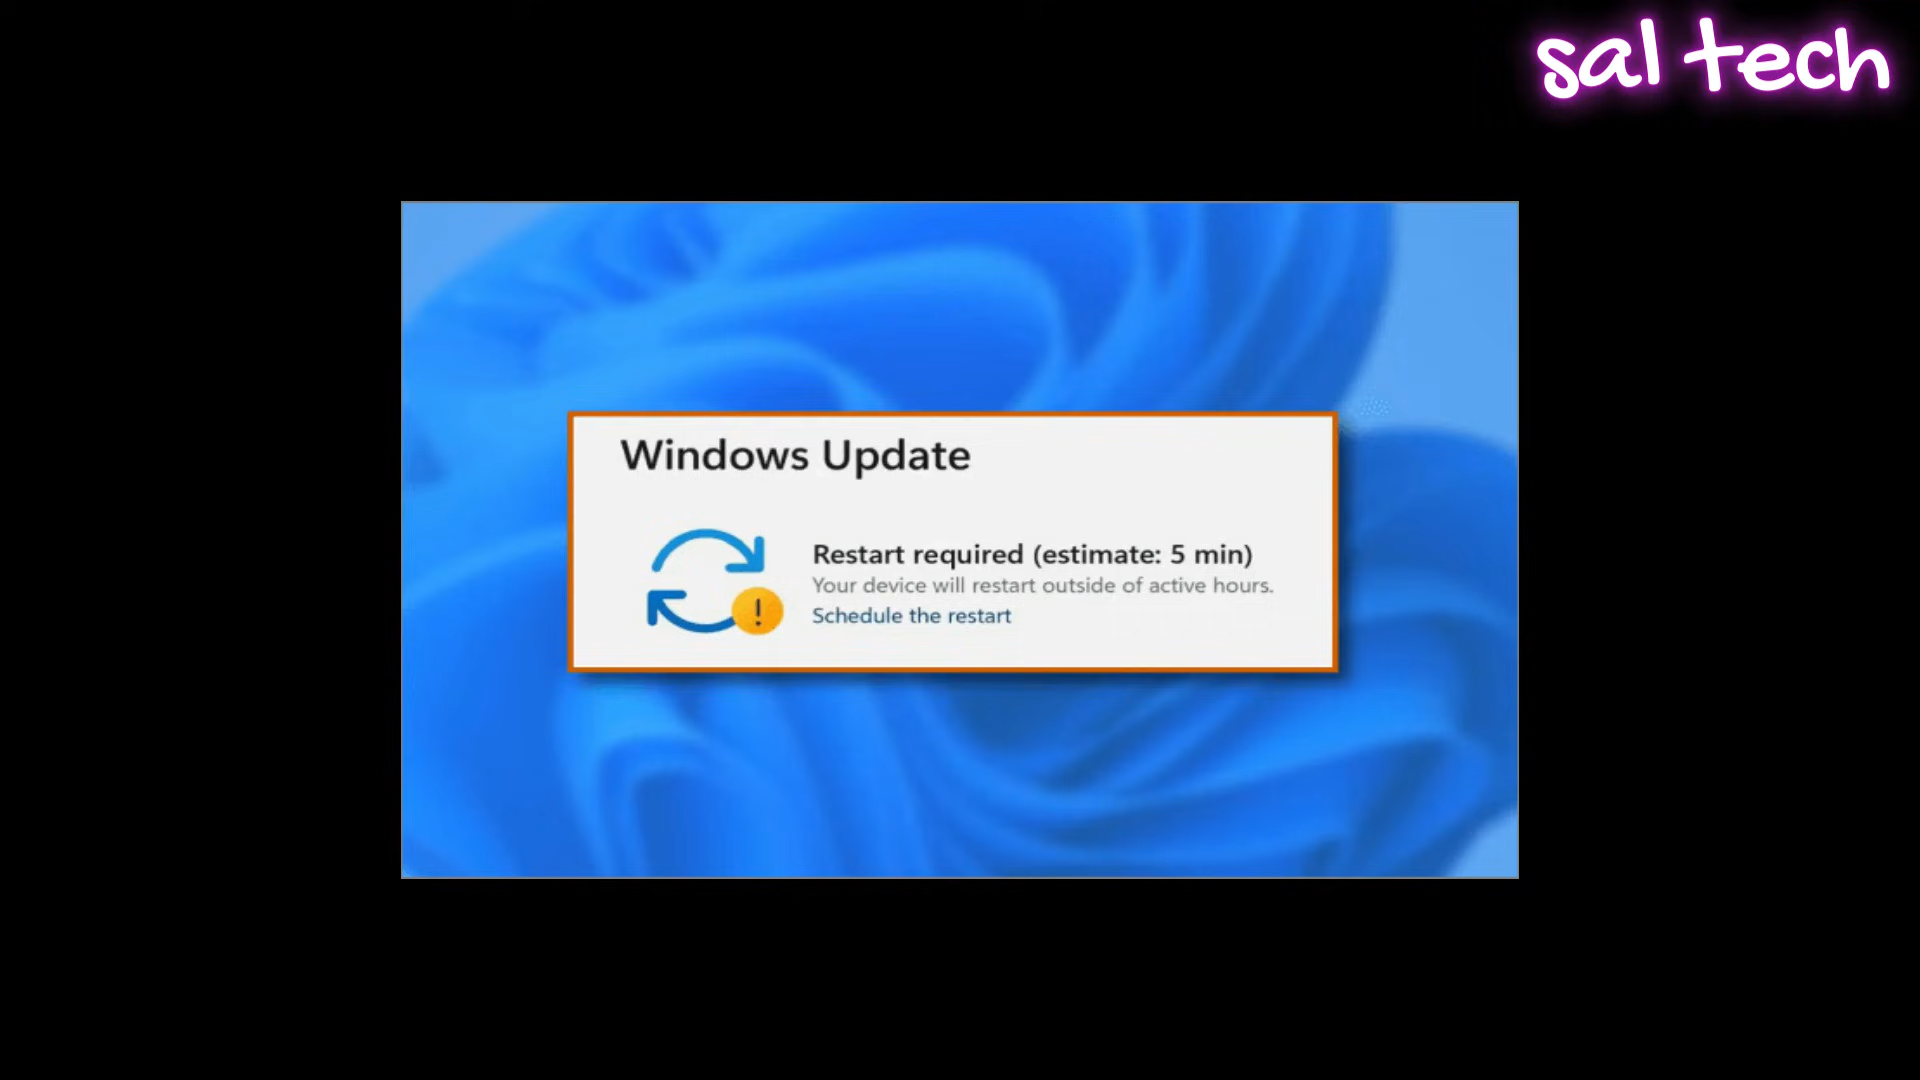 sal tech
Windows Update
Restart required (estimate: 5 min)
Your device will restart outside of active hours.
Schedule the restart